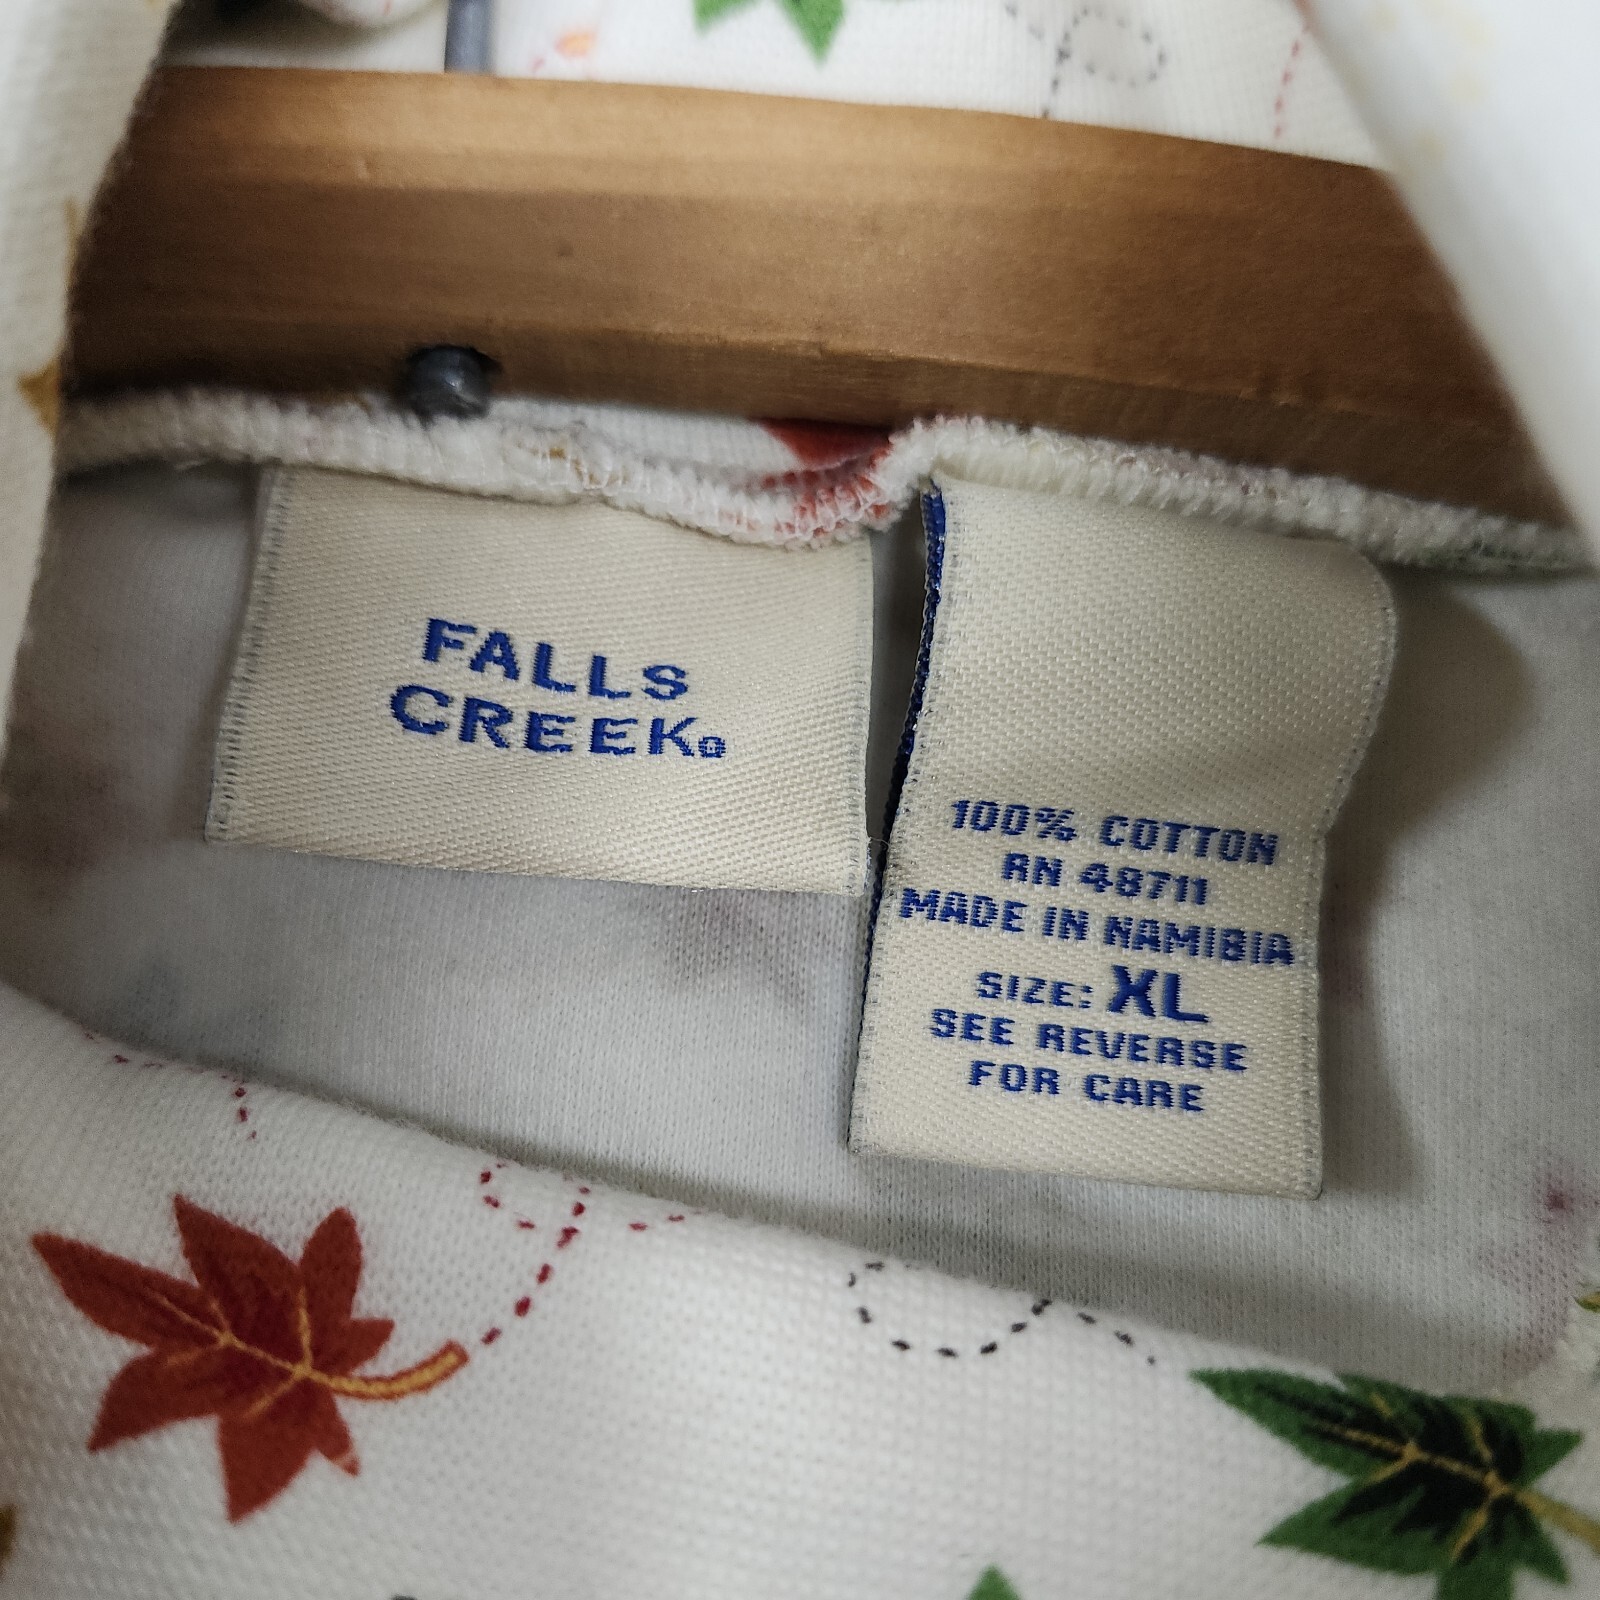 FALLS
CREEK®
100% COTTON
RN 48711
MADE IN NAMIBIA
SIZE: XL
SEE REVERSE
FOR CARE